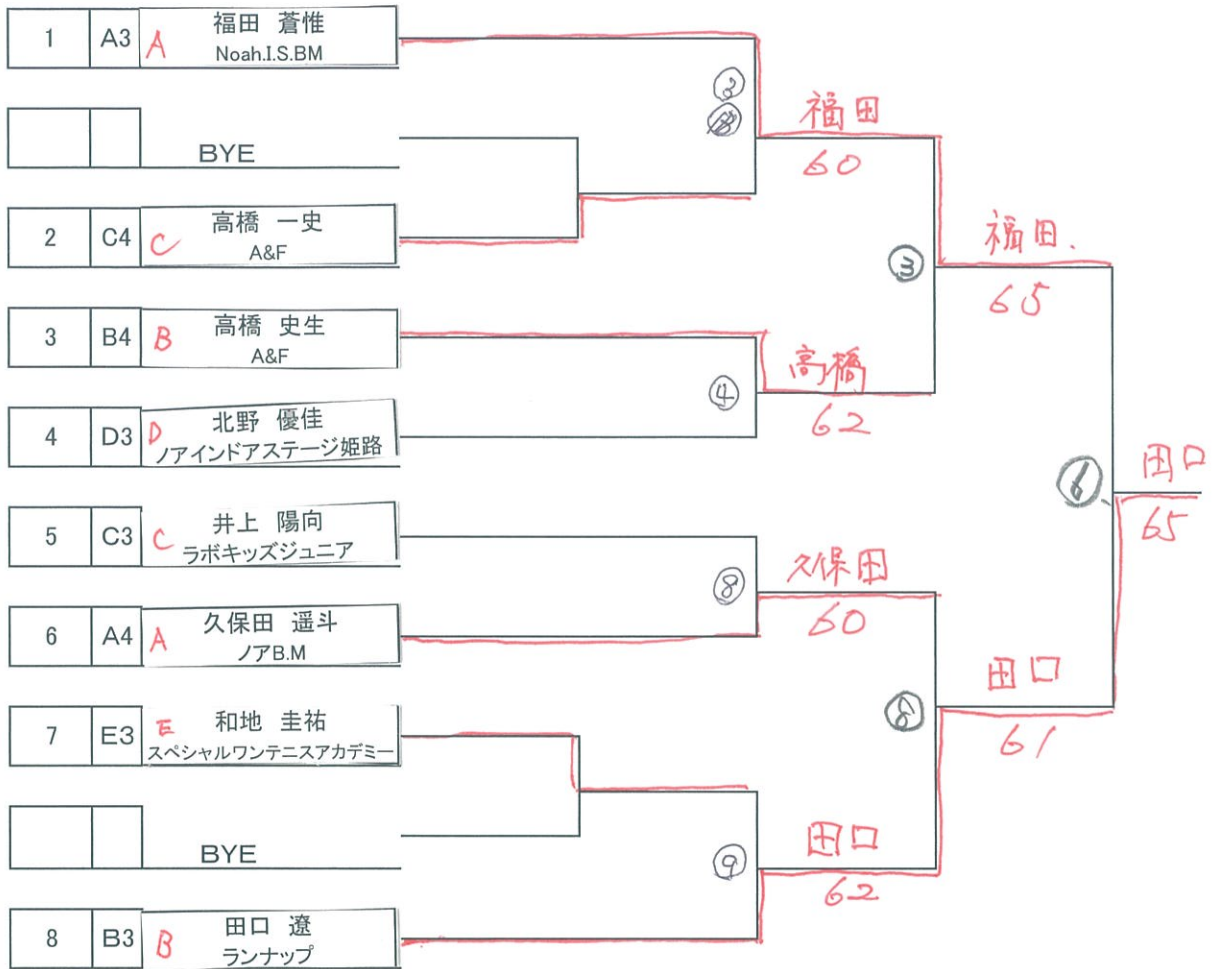 1 A3 A 福田 蒼惟
Noah.I.S.BM
BYE
2 C4 C 高橋 一史
A&F
3 B4 B 高橋 史生
A&F
4 D3 D 北野 優佳
ノアインドアステージ姫路
5 C3 C 井上 陽向
ラボキッズジュニア
6 A4 A 久保田 遥斗
ノアB.M
7 E3 E 和地 圭祐
スペシャルワンテニスアカデミー
BYE
8 B3 B 田口 遼
ランナップ
③
福田
60
④
高橋
62
⑧
久保田
60
⑨
田口
62
③
福田.
65
田口
61
⑥
田口
65